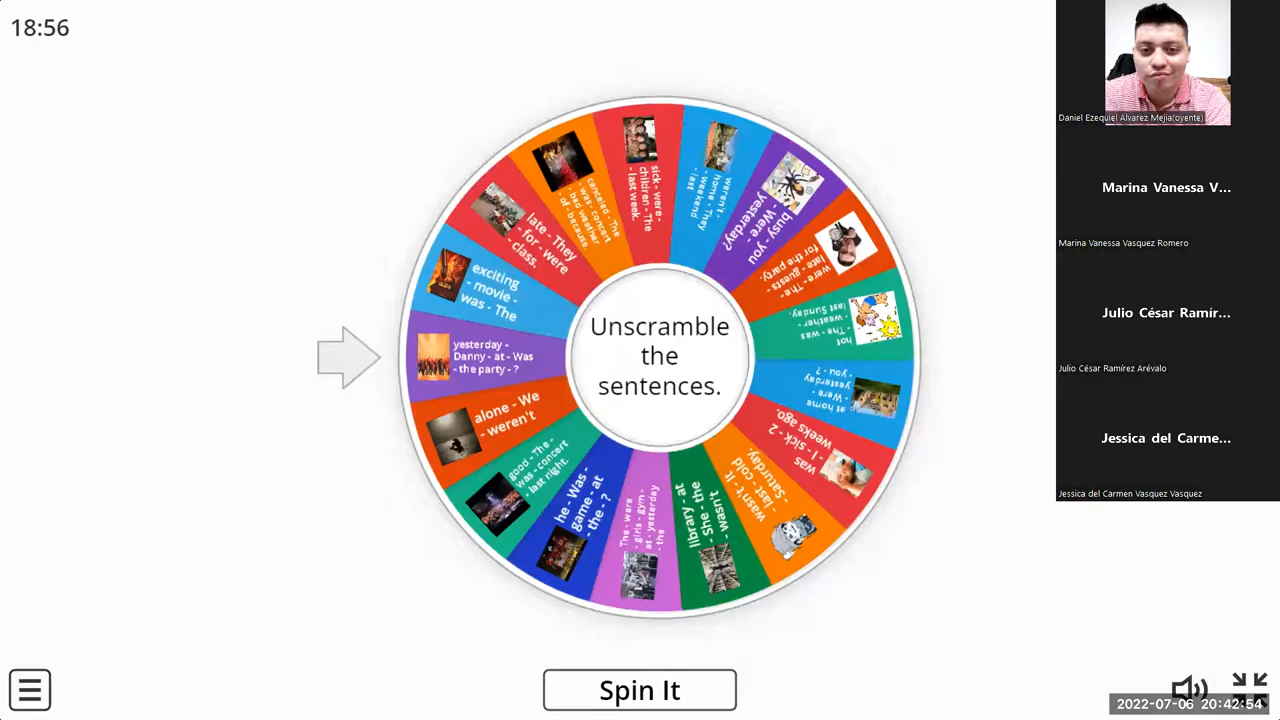 18:56
Unscramble
the
sentences.
yesterday -
Danny - at - Was
- the party - ?
exciting
- movie -
was - The
late - They
- for - were
- class.
canceled - The
- was - concert
- bad weather
- of - because.
sick - were -
children - The
- last week.
weren't -
home - They
- weekend
- last
busy - you
- Were -
yesterday?
were - The -
late - guests -
for the party.
hot
- The - was -
- weather -
last Sunday.
at home
- Were -
yesterday
- you - ?
was
- I - sick - 2
weeks ago.
wasn't - It
- last - cold
- Saturday.
library - at
- She - the
- wasn't
The - were
- girls - gym -
at - yesterday
- the
he - Was -
game - at
- the - ?
good - The -
was - concert
- last night.
alone - We
- weren't
Spin It
Daniel Ezequiel Alvarez Mejia(oyente)
Marina Vanessa V...
Marina Vanessa Vasquez Romero
Julio César Ramír...
Julio César Ramírez Arévalo
Jessica del Carme...
Jessica del Carmen Vasquez Vasquez
2022-07-06 20:42:54